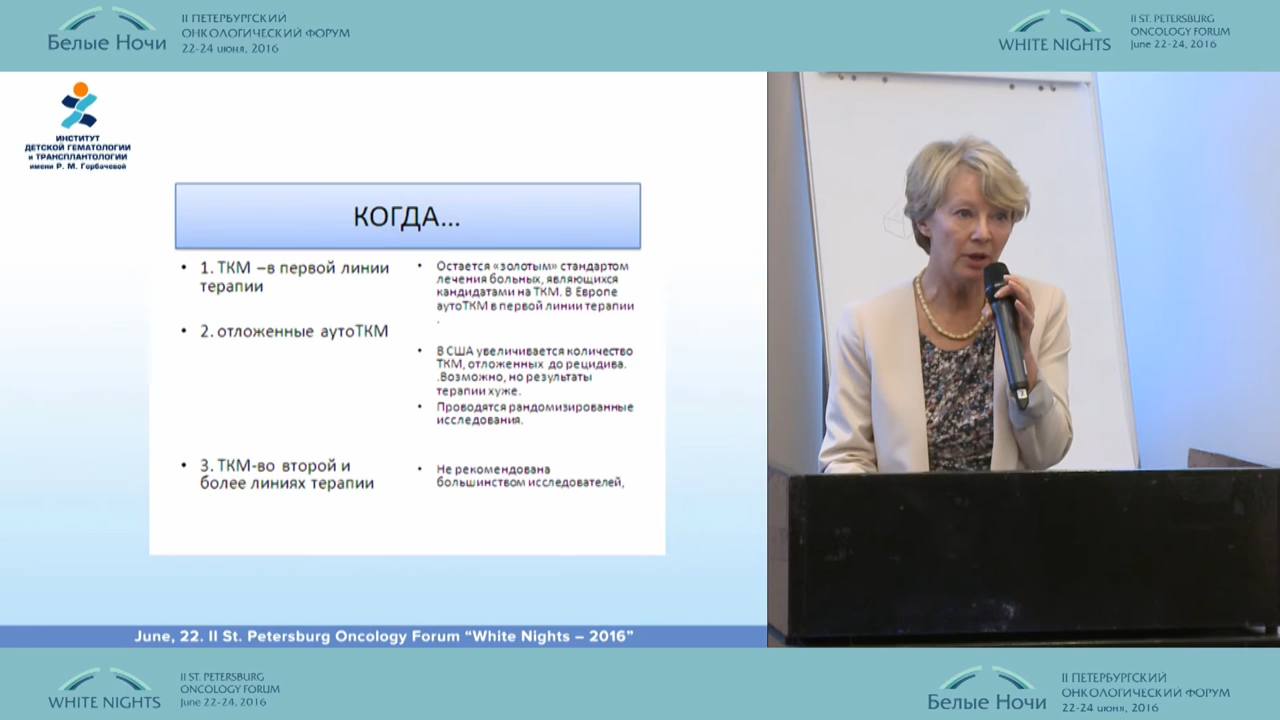 Белые Ночи
II ПЕТЕРБУРГСКИЙ
ОНКОЛОГИЧЕСКИЙ ФОРУМ
22-24 июня, 2016
WHITE NIGHTS
II ST. PETERSBURG
ONCOLOGY FORUM
June 22-24, 2016
ИНСТИТУТ
ДЕТСКОЙ ГЕМАТОЛОГИИ
и ТРАНСПЛАНТОЛОГИИ
имени Р. М. Горбачевой
КОГДА...
• 1. ТКМ –в первой линии
терапии
• 2. отложенные аутоТКМ
• 3. ТКМ-во второй и
более линиях терапии
• Остается «золотым» стандартом
лечения больных, являющихся
кандидатами на ТКМ. В Европе
аутоТКМ в первой линии терапии
.
• В США увеличивается количество
ТКМ, отложенных до рецидива.
.Возможно, но результаты
терапии хуже.
• Проводятся рандомизированные
исследования.
• Не рекомендована
большинством исследователей,
June, 22. II St. Petersburg Oncology Forum “White Nights – 2016”
WHITE NIGHTS
II ST. PETERSBURG
ONCOLOGY FORUM
June 22-24, 2016
Белые Ночи
II ПЕТЕРБУРГСКИЙ
ОНКОЛОГИЧЕСКИЙ ФОРУМ
22-24 июня, 2016